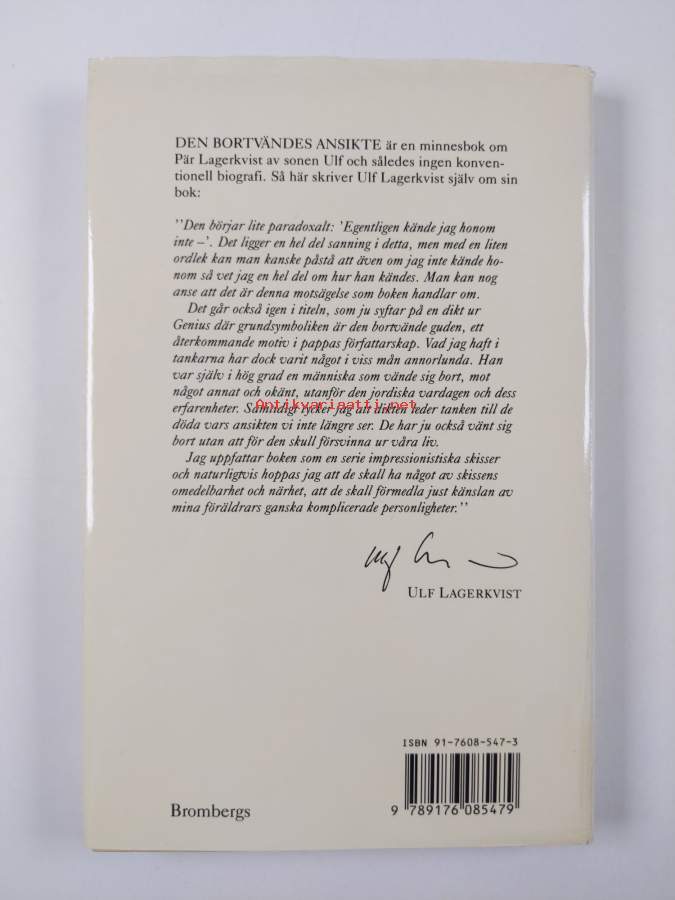 DEN BORTVÄNDES ANSIKTE är en minnesbok om
Pär Lagerkvist av sonen Ulf och således ingen konven-
tionell biografi. Så här skriver Ulf Lagerkvist själv om sin
bok:
”Den börjar lite paradoxalt: ’Egentligen kände jag honom
inte –’. Det ligger en hel del sanning i detta, men med en liten
ordlek kan man kanske påstå att även om jag inte kände ho-
nom så vet jag en hel del om hur han kändes. Man kan nog
anse att det är denna motsägelse som boken handlar om.
Det går också igen i titeln, som ju syftar på en dikt ur
Genius där grundsymboliken är den bortvände guden, ett
återkommande motiv i pappas författarskap. Vad jag haft i
tankarna har dock varit något i viss mån annorlunda. Han
var själv i hög grad en människa som vände sig bort, mot
något annat och okänt, utanför den jordiska vardagen och dess
erfarenheter. Samtidigt tycker jag att dikten leder tanken till de
Antikvariaatti.net
döda vars ansikten vi inte längre ser. De har ju också vänt sig
bort utan att för den skull försvinna ur våra liv.
Jag uppfattar boken som en serie impressionistiska skisser
och naturligtvis hoppas jag att de skall ha något av skissens
omedelbarhet och närhet, att de skall förmedla just känslan av
mina föräldrars ganska komplicerade personligheter.”
ULF LAGERKVIST
ISBN 91-7608-547-3
9 789176 085479
Brombergs